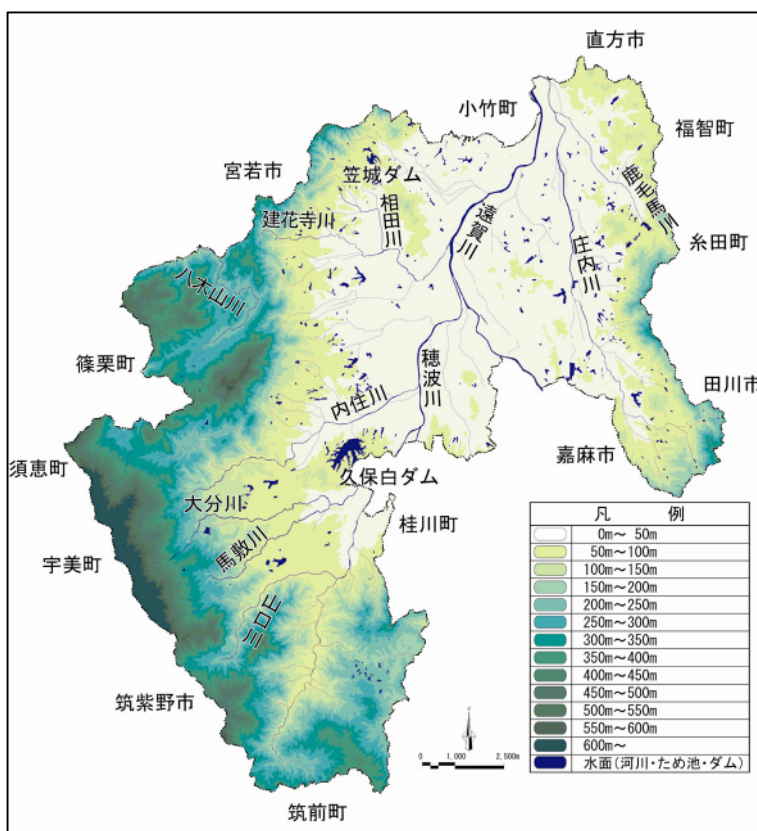 直方市
小竹町
福智町
宮若市
笠城ダム
鹿毛馬川
相田川
遠賀川
建花寺川
庄内川
糸田町
八木山川
篠栗町
穂波川
田川市
内住川
須恵町
嘉麻市
久保白ダム
大分川
桂川町
馬敷川
宇美町
山口川
筑紫野市
筑前町
凡 例
0m~ 50m
50m~100m
100m~150m
150m~200m
200m~250m
250m~300m
300m~350m
350m~400m
400m~450m
450m~500m
500m~550m
550m~600m
600m~
水面(河川・ため池・ダム)
0 1,000 2,500m